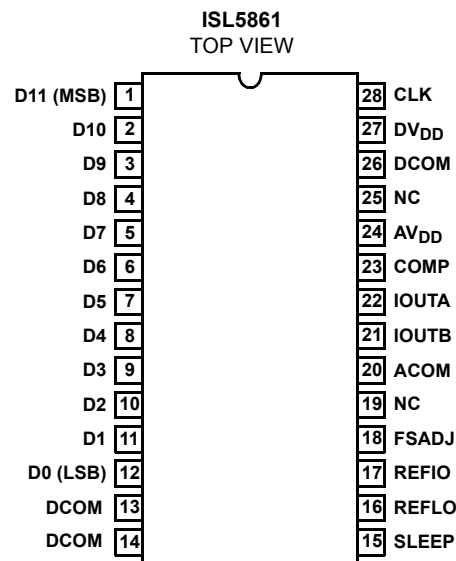 ISL5861
TOP VIEW
D11 (MSB) 1 28 CLK
D10 2 27 DVDD
D9 3 26 DCOM
D8 4 25 NC
D7 5 24 AVDD
D6 6 23 COMP
D5 7 22 IOUTA
D4 8 21 IOUTB
D3 9 20 ACOM
D2 10 19 NC
D1 11 18 FSADJ
D0 (LSB) 12 17 REFIO
DCOM 13 16 REFLO
DCOM 14 15 SLEEP